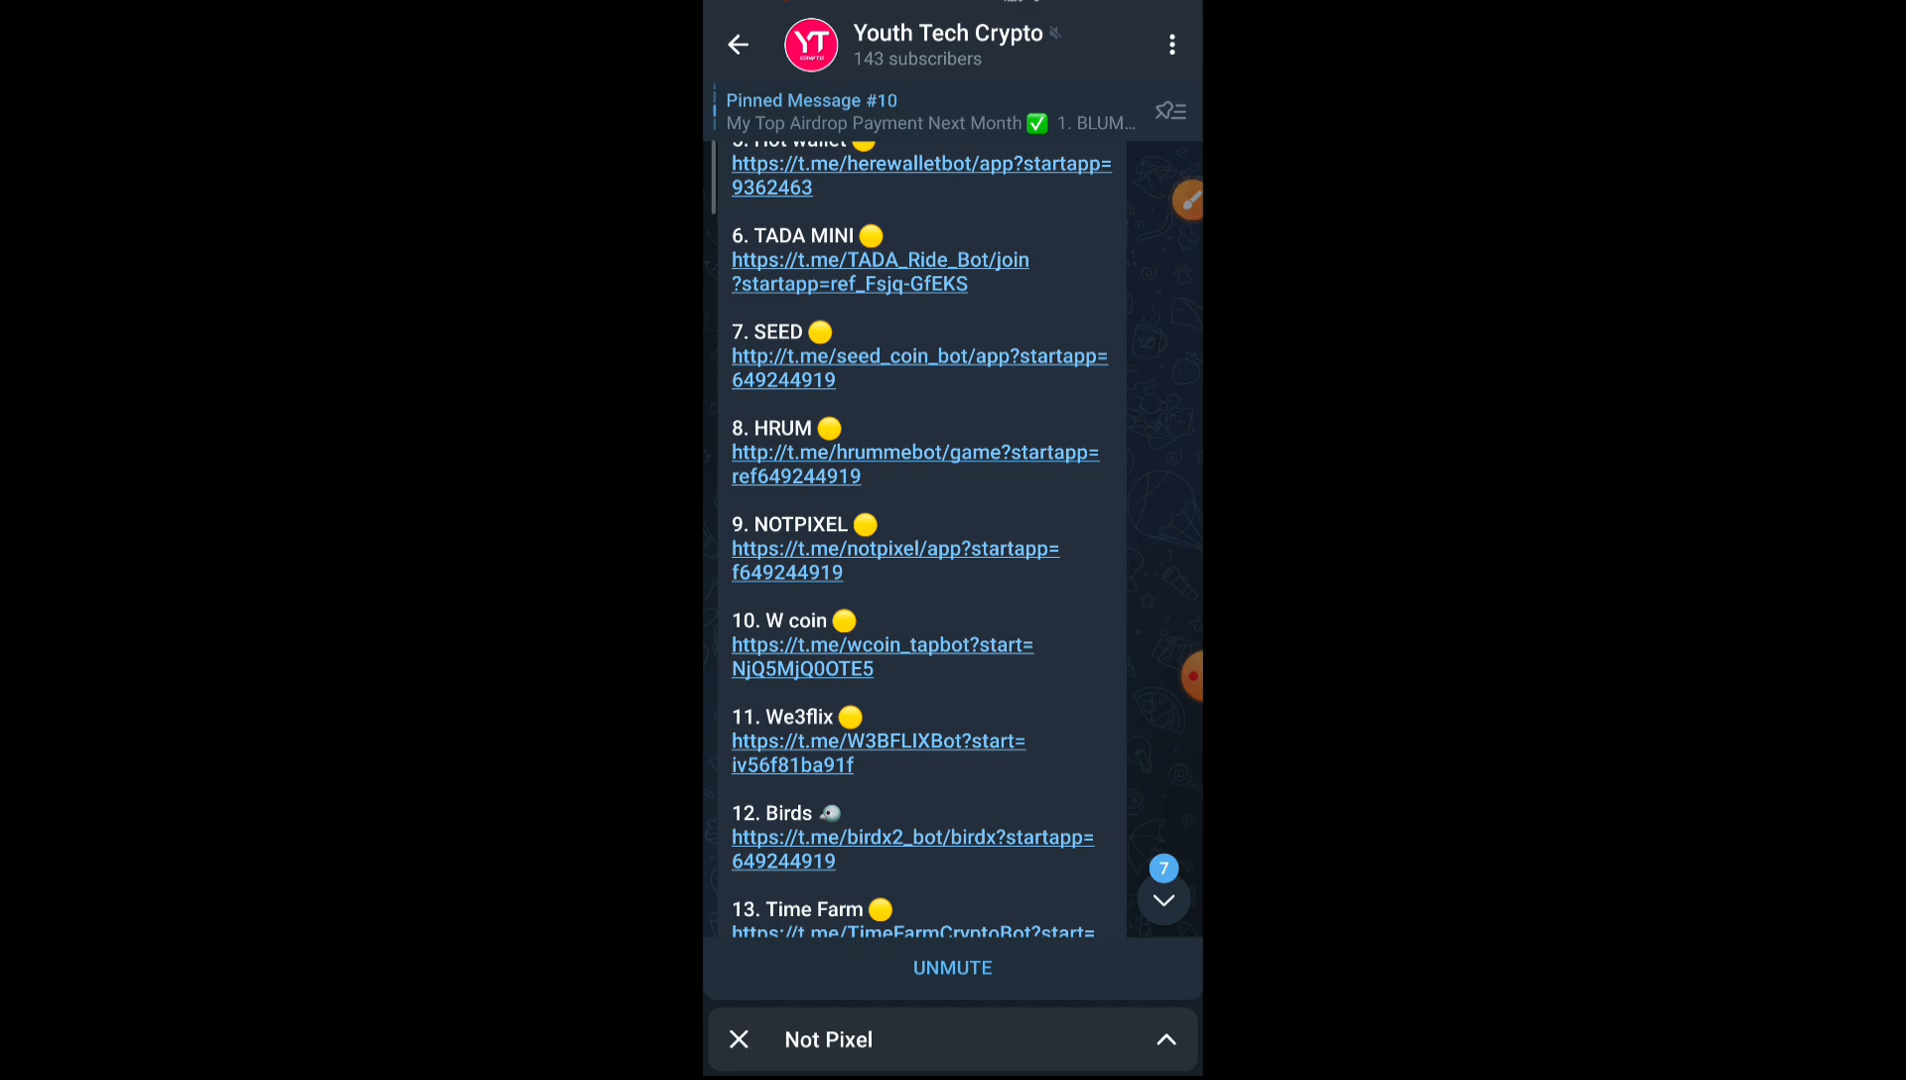 Youth Tech Crypto
143 subscribers
YT
CRYPTO
Pinned Message #10
My Top Airdrop Payment Next Month ✅ 1. BLUM...
5. Hot wallet 🟡
https://t.me/herewalletbot/app?startapp=
9362463
6. TADA MINI 🟡
https://t.me/TADA_Ride_Bot/join
?startapp=ref_Fsjq-GfEKS
7. SEED 🟡
http://t.me/seed_coin_bot/app?startapp=
649244919
8. HRUM 🟡
http://t.me/hrummebot/game?startapp=
ref649244919
9. NOTPIXEL 🟡
https://t.me/notpixel/app?startapp=
f649244919
10. W coin 🟡
https://t.me/wcoin_tapbot?start=
NjQ5MjQ0OTE5
11. We3flix 🟡
https://t.me/W3BFLIXBot?start=
iv56f81ba91f
12. Birds 🐦
https://t.me/birdx2_bot/birdx?startapp=
649244919
13. Time Farm 🟡
https://t.me/TimeFarmCryptoBot?start=
7
UNMUTE
Not Pixel